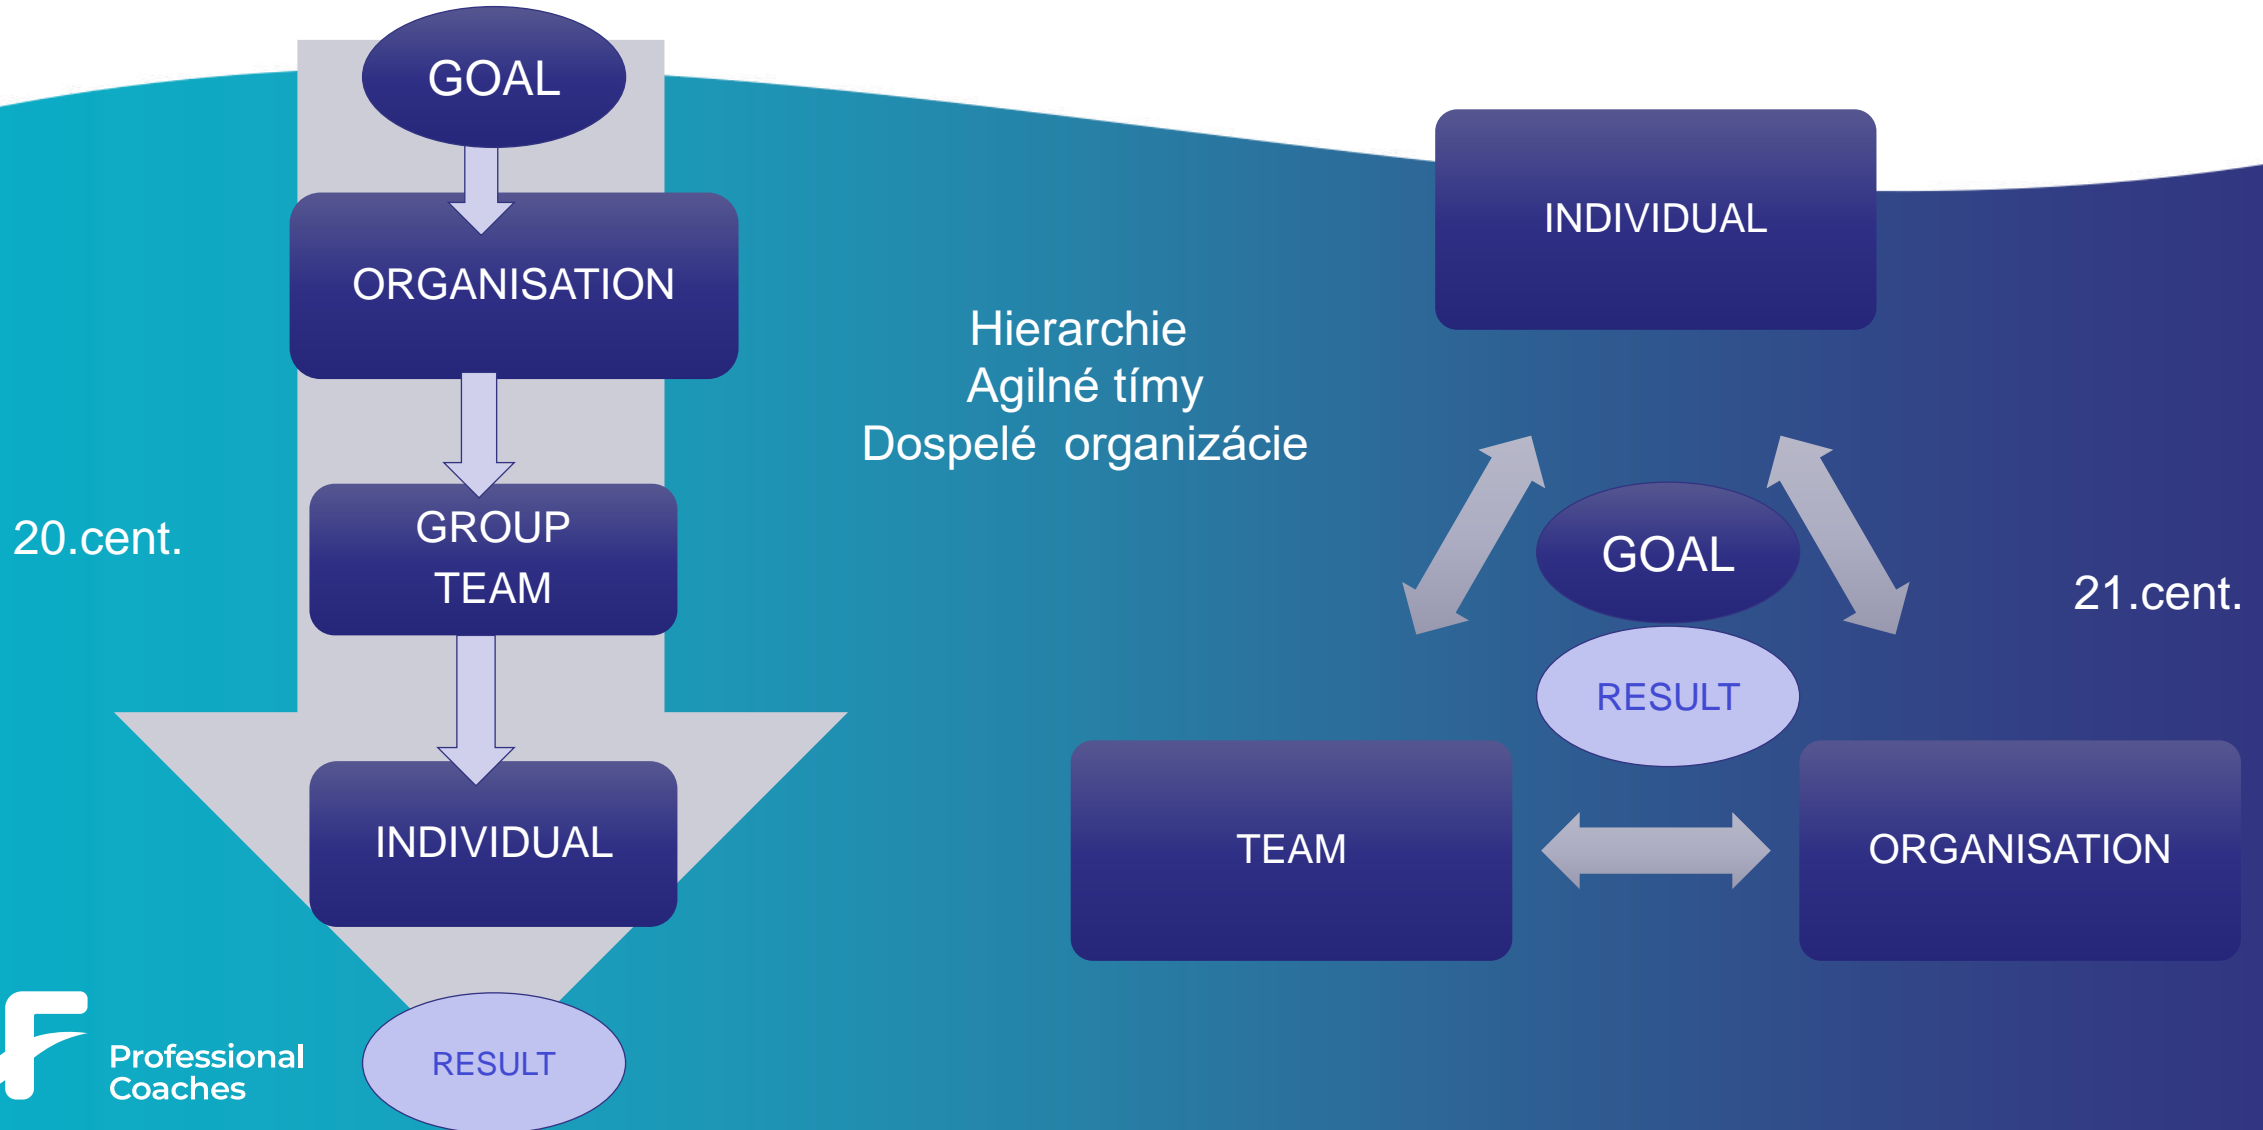 GOAL
ORGANISATION
GROUP
TEAM
INDIVIDUAL
RESULT
20.cent.
Hierarchie
Agilné tímy
Dospelé  organizácie
INDIVIDUAL
GOAL
RESULT
TEAM
ORGANISATION
21.cent.
F
Professional
Coaches